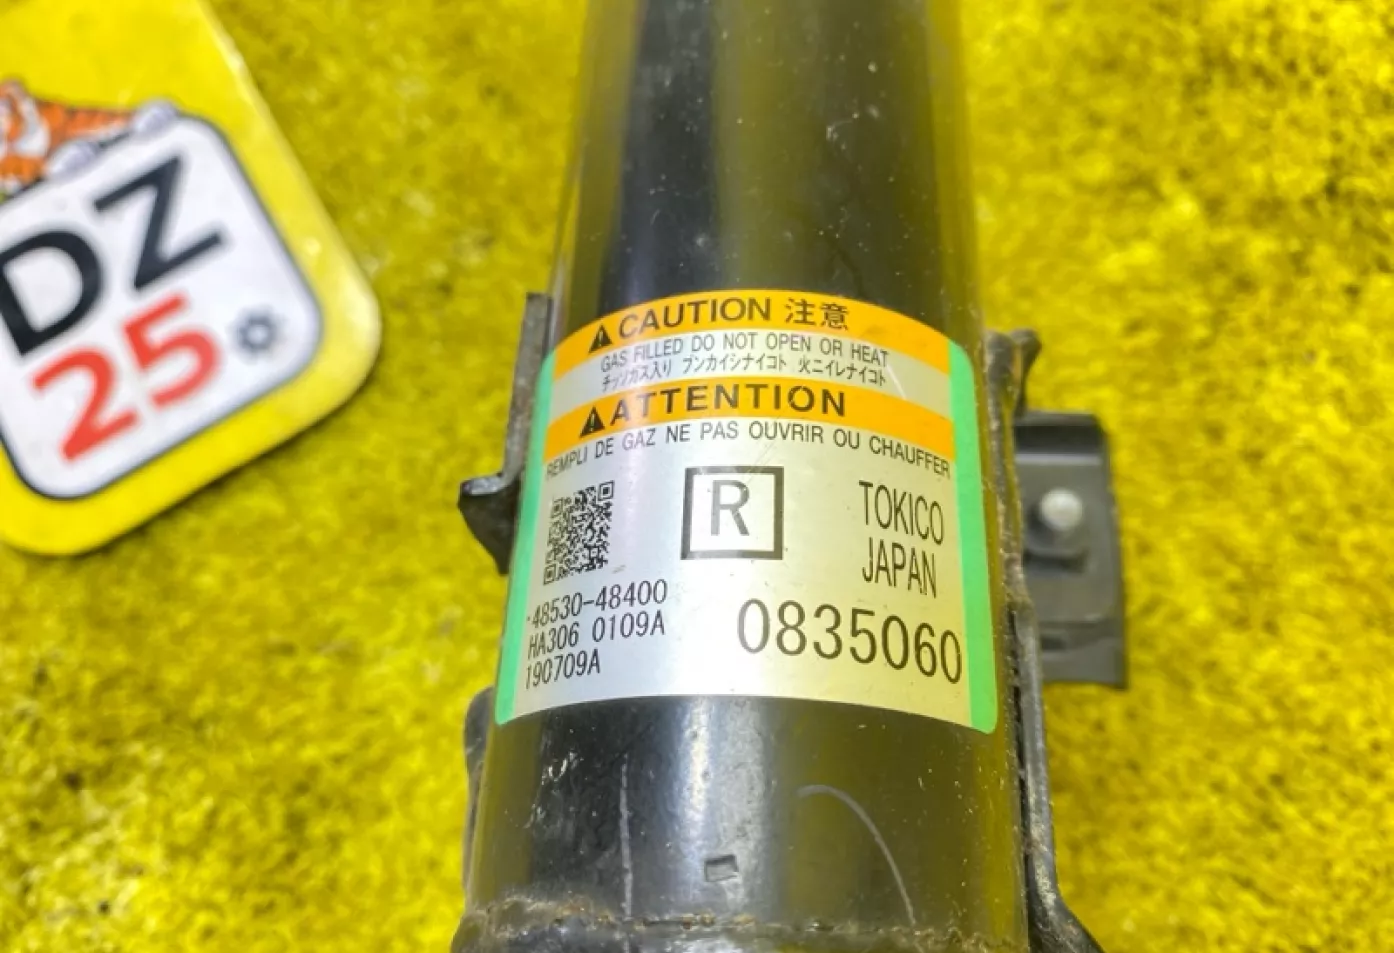 DZ
25
CAUTION 注意
GAS FILLED DO NOT OPEN OR HEAT
チッソガス入り ブンカイシナイコト 火ニイレナイコト
ATTENTION
REMPLI DE GAZ NE PAS OUVRIR OU CHAUFFER
R
TOKICO
JAPAN
48530-48400
HA306 0109A
190709A
0835060